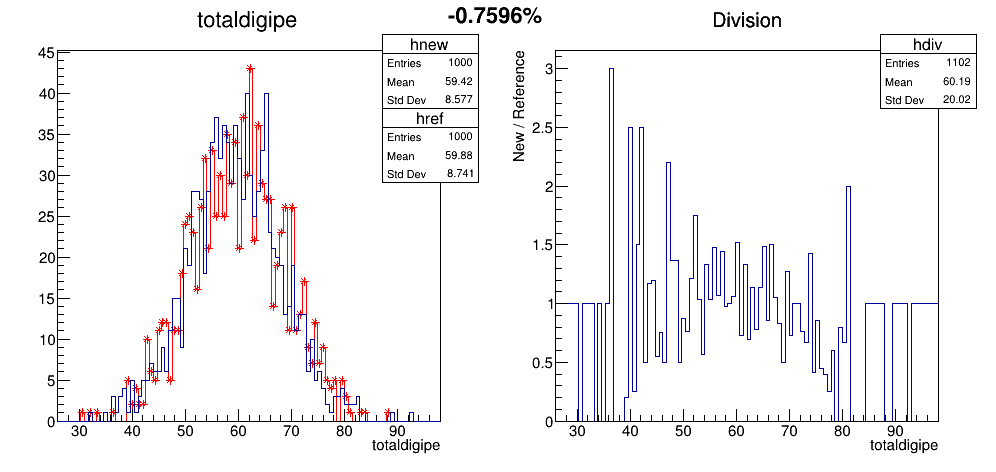 -0.7596%
totaldigipe
hnew
Entries 1000
Mean 59.42
Std Dev 8.577
href
Entries 1000
Mean 59.88
Std Dev 8.741
45
40
35
30
25
20
15
10
5
0
30 40 50 60 70 80 90
totaldigipe
Division
hdiv
Entries 1102
Mean 60.19
Std Dev 20.02
New / Reference
3
2.5
2
1.5
1
0.5
0
30 40 50 60 70 80 90
totaldigipe